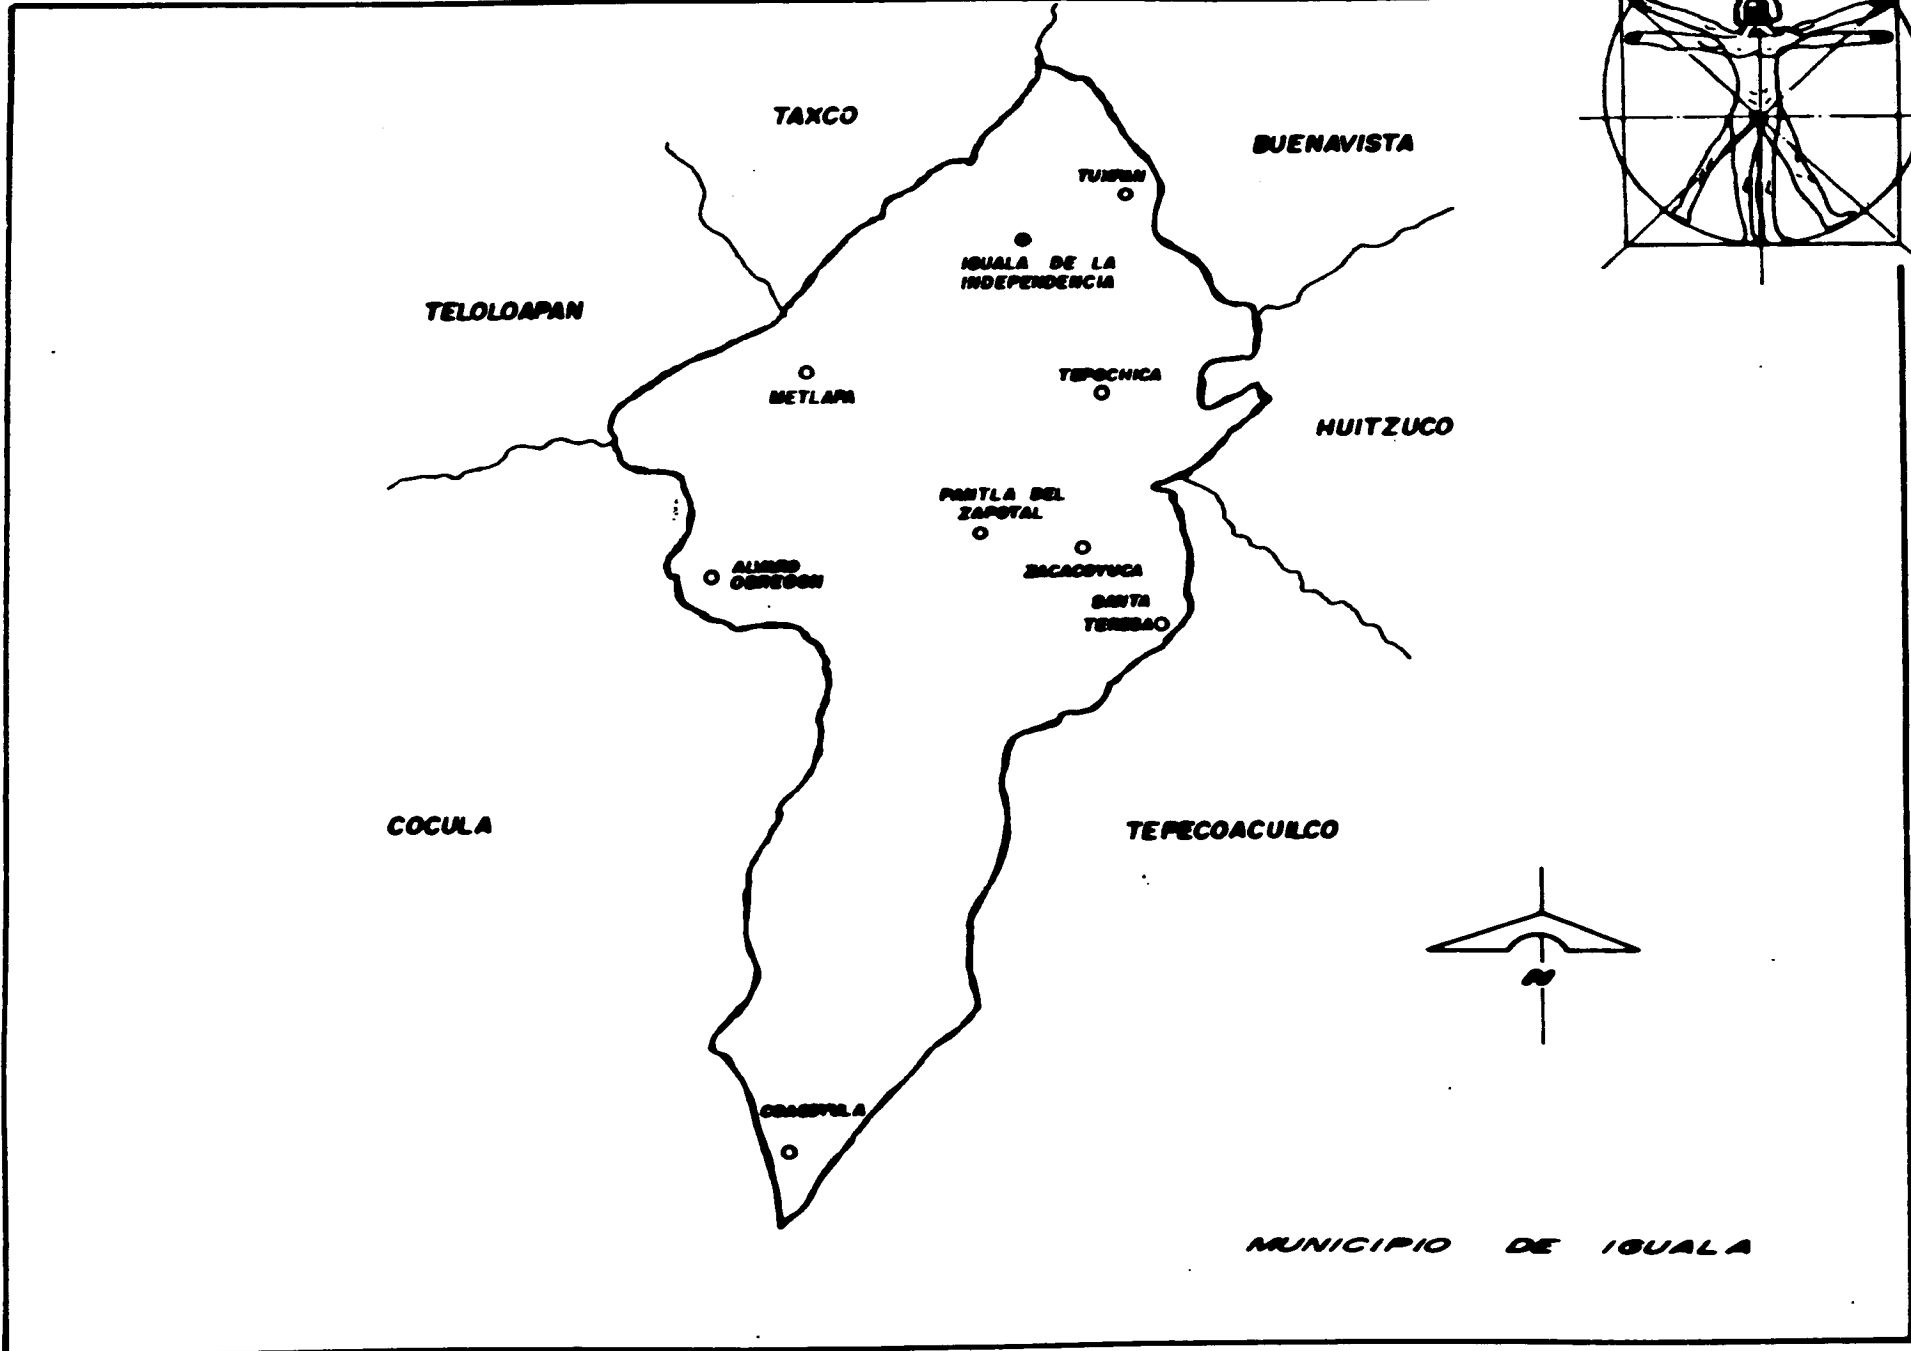 TAXCO
BUENAVISTA
TUXPAN
IGUALA DE LA
INDEPENDENCIA
TELOLOAPAN
METLAPA
TEPOCHICA
HUITZUCO
PANTLA DEL
ZAPOTAL
ALVARO
OBREGON
ZACACOYUCA
SANTA
TERESA
COCULA
TEPECOACUILCO
N
COACOYULA
MUNICIPIO DE IGUALA